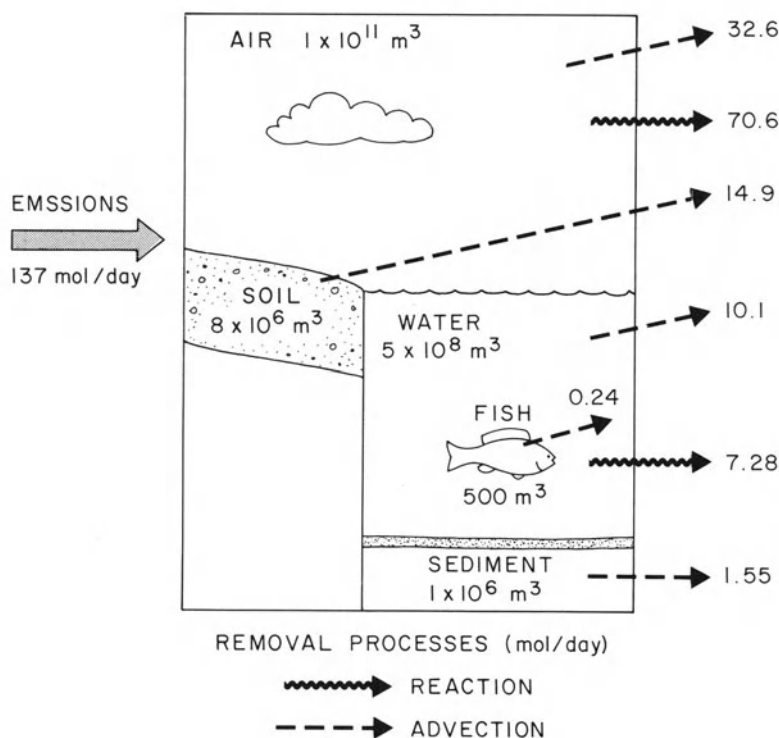 AIR 1 x 10¹¹ m³
32.6
70.6
14.9
EMSSIONS
137 mol/day
SOIL
8 x 10⁶ m³
WATER
5 x 10⁸ m³
10.1
0.24
FISH
500 m³
7.28
SEDIMENT
1 x 10⁶ m³
1.55
REMOVAL PROCESSES (mol/day)
REACTION
ADVECTION